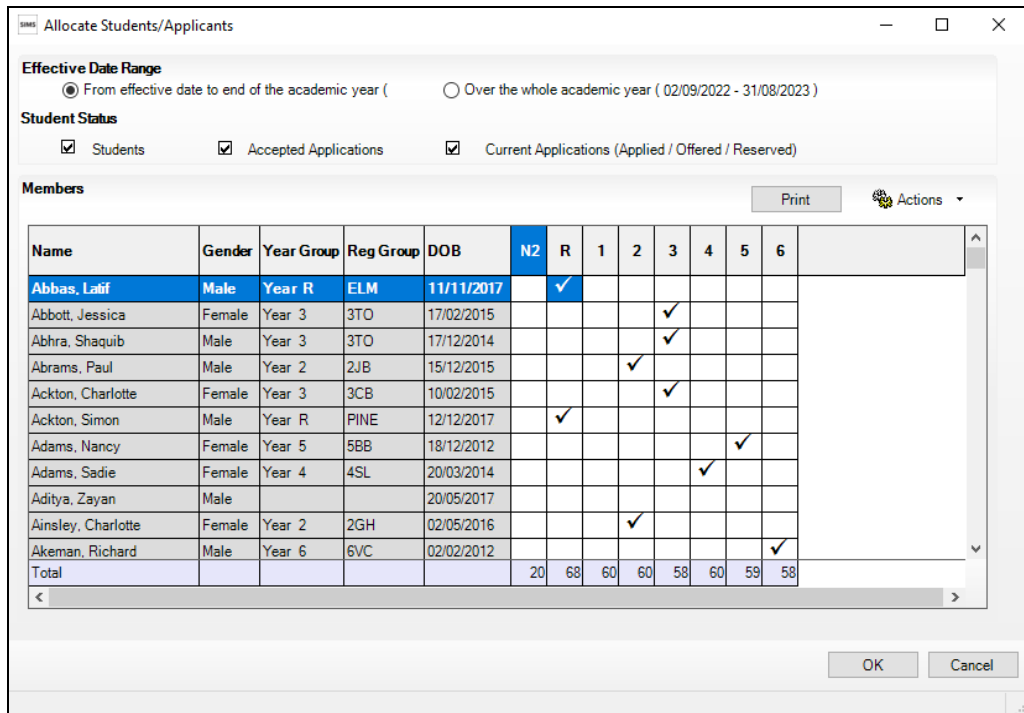 SIMS Allocate Students/Applicants
Effective Date Range
From effective date to end of the academic year ( Over the whole academic year ( 02/09/2022 - 31/08/2023 )
Student Status
Students Accepted Applications Current Applications (Applied / Offered / Reserved)
Members
Print Actions
Name Gender Year Group Reg Group DOB N2 R 1 2 3 4 5 6
Abbas, Latif Male Year R ELM 11/11/2017
Abbott, Jessica Female Year 3 3TO 17/02/2015
Abhra, Shaquib Male Year 3 3TO 17/12/2014
Abrams, Paul Male Year 2 2JB 15/12/2015
Ackton, Charlotte Female Year 3 3CB 10/02/2015
Ackton, Simon Male Year R PINE 12/12/2017
Adams, Nancy Female Year 5 5BB 18/12/2012
Adams, Sadie Female Year 4 4SL 20/03/2014
Aditya, Zayan Male 20/05/2017
Ainsley, Charlotte Female Year 2 2GH 02/05/2016
Akeman, Richard Male Year 6 6VC 02/02/2012
Total 20 68 60 60 58 60 59 58
OK Cancel